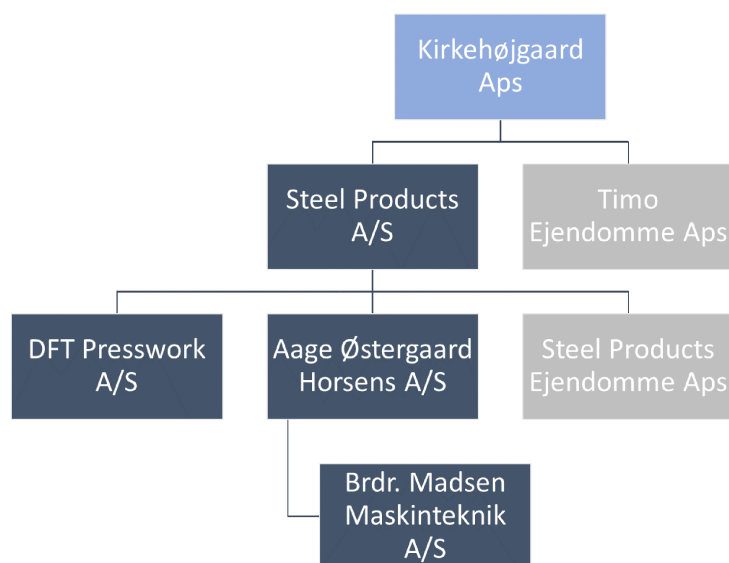 Kirkehøjgaard
Aps
Steel Products
A/S
Timo
Ejendomme Aps
DFT Presswork
A/S
Aage Østergaard
Horsens A/S
Steel Products
Ejendomme Aps
Brdr. Madsen
Maskinteknik
A/S